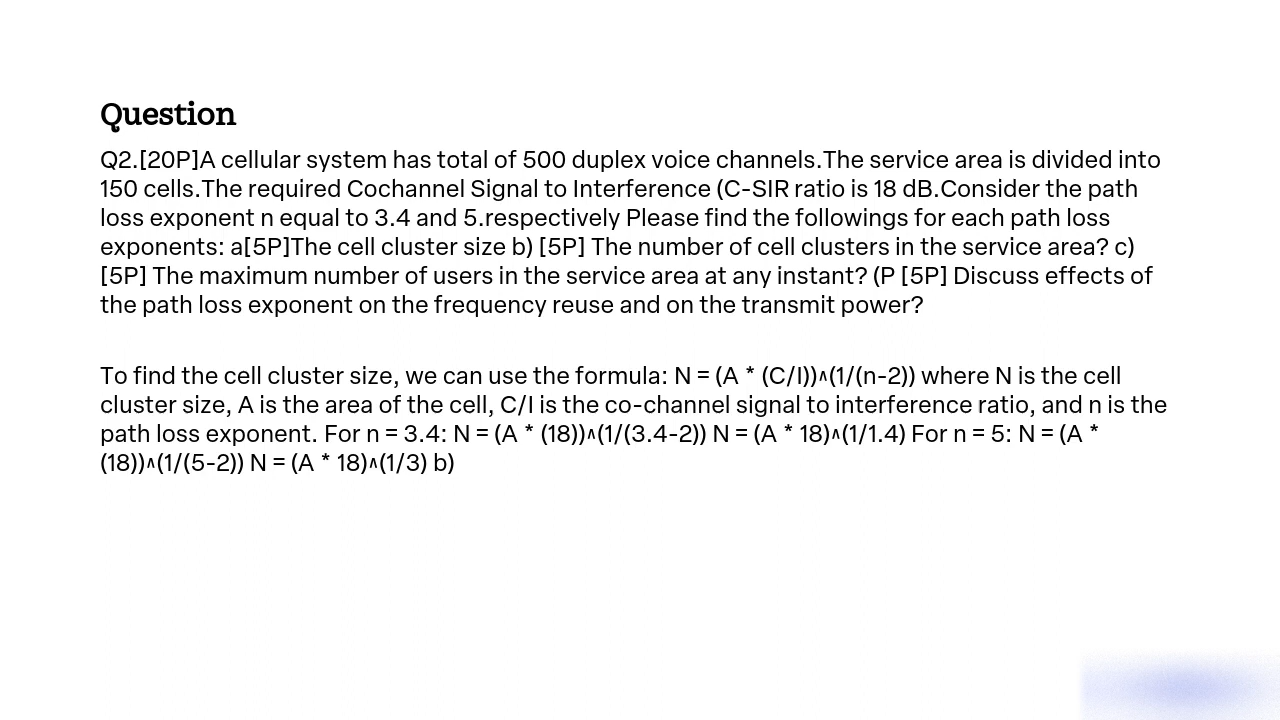 Question
Q2.[20P]A cellular system has total of 500 duplex voice channels.The service area is divided into
150 cells.The required Cochannel Signal to Interference (C-SIR ratio is 18 dB.Consider the path
loss exponent n equal to 3.4 and 5.respectively Please find the followings for each path loss
exponents: a[5P]The cell cluster size b) [5P] The number of cell clusters in the service area? c)
[5P] The maximum number of users in the service area at any instant? (P [5P] Discuss effects of
the path loss exponent on the frequency reuse and on the transmit power?
To find the cell cluster size, we can use the formula: N = (A * (C/I))^(1/(n-2)) where N is the cell
cluster size, A is the area of the cell, C/I is the co-channel signal to interference ratio, and n is the
path loss exponent. For n = 3.4: N = (A * (18))^(1/(3.4-2)) N = (A * 18)^(1/1.4) For n = 5: N = (A *
(18))^(1/(5-2)) N = (A * 18)^(1/3) b)